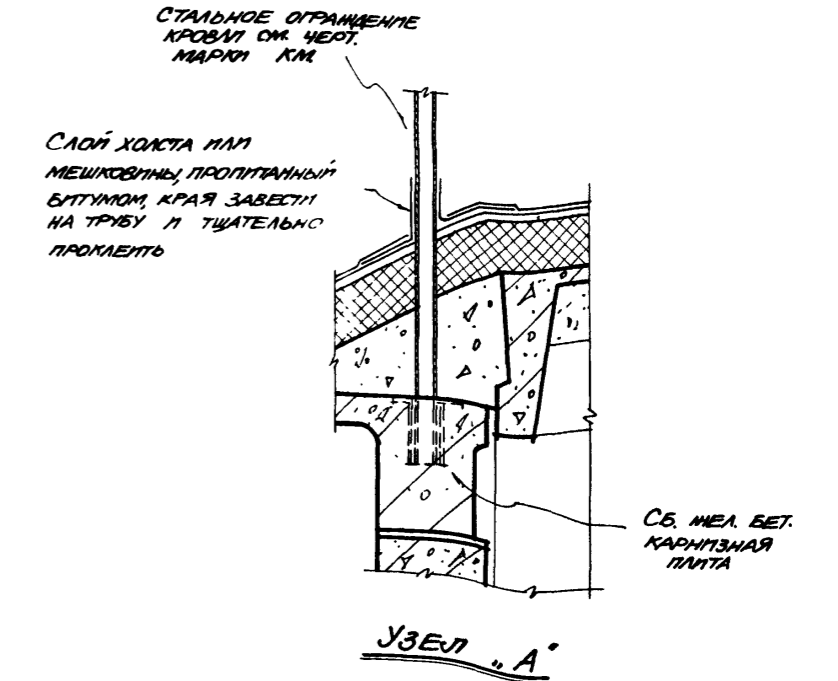 СТАЛЬНОЕ ОГРАЖДЕНИЕ
КРОВЛИ СМ. ЧЕРТ.
МАРКИ КМ.
СЛОЙ ХОЛСТА ИЛИ
МЕШКОВИНЫ, ПРОПИТАННЫЙ
БИТУМОМ, КРАЯ ЗАВЕСТИ
НА ТРУБУ И ТЩАТЕЛЬНО
ПРОКЛЕИТЬ
СБ. ЖЕЛ. БЕТ.
КАРНИЗНАЯ
ПЛИТА
УЗЕЛ „А"